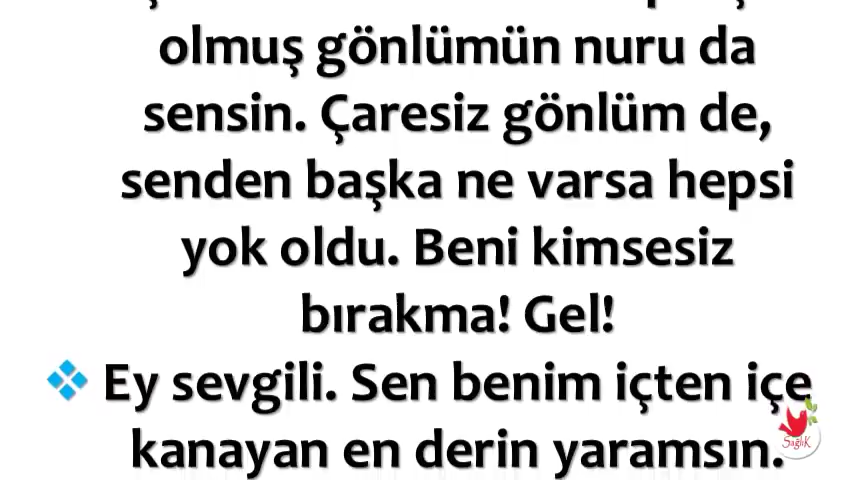 olmuş gönlümün nuru da
sensin. Çaresiz gönlüm de,
senden başka ne varsa hepsi
yok oldu. Beni kimsesiz
bırakma! Gel!
Ey sevgili. Sen benim içten içe
kanayan en derin yaramsın.
SağlıK